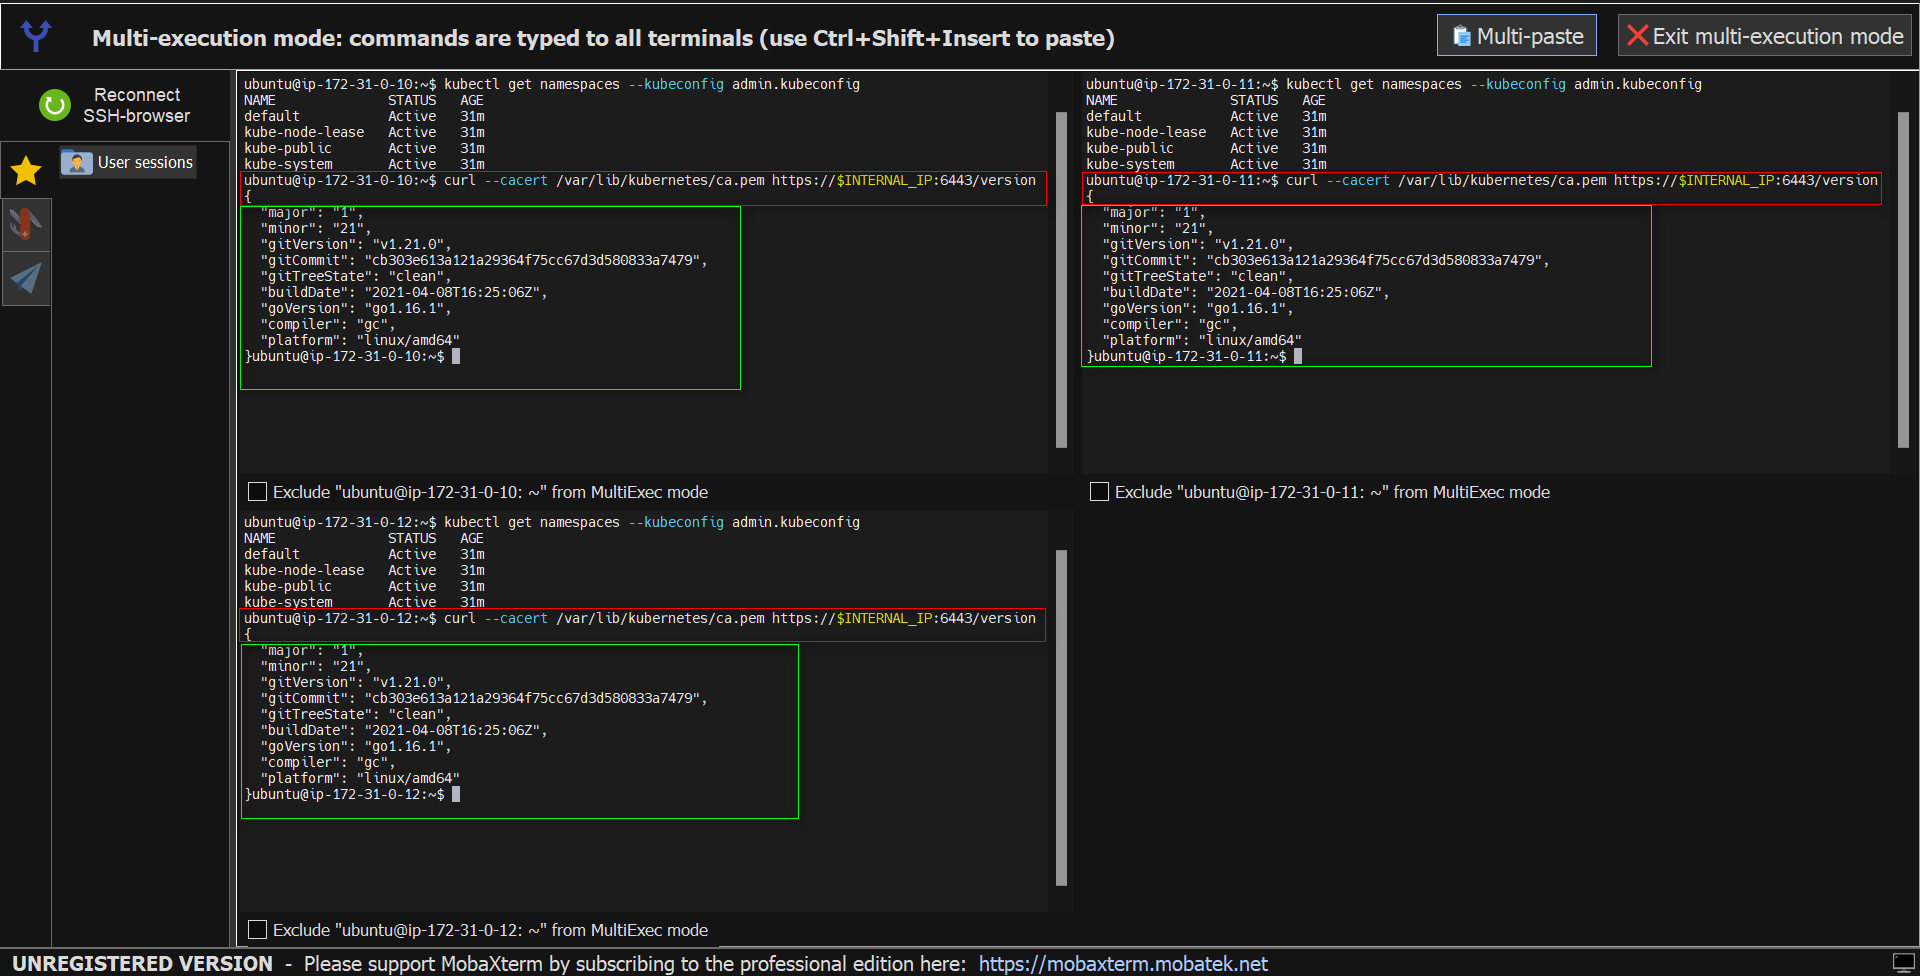 Multi-execution mode: commands are typed to all terminals (use Ctrl+Shift+Insert to paste)
Multi-paste
Exit multi-execution mode
Reconnect
SSH-browser
User sessions
ubuntu@ip-172-31-0-10:~$ kubectl get namespaces --kubeconfig admin.kubeconfig
NAME              STATUS   AGE
default           Active   31m
kube-node-lease   Active   31m
kube-public       Active   31m
kube-system       Active   31m
ubuntu@ip-172-31-0-10:~$ curl --cacert /var/lib/kubernetes/ca.pem https://$INTERNAL_IP:6443/version
{
  "major": "1",
  "minor": "21",
  "gitVersion": "v1.21.0",
  "gitCommit": "cb303e613a121a29364f75cc67d3d580833a7479",
  "gitTreeState": "clean",
  "buildDate": "2021-04-08T16:25:06Z",
  "goVersion": "go1.16.1",
  "compiler": "gc",
  "platform": "linux/amd64"
}ubuntu@ip-172-31-0-10:~$
Exclude "ubuntu@ip-172-31-0-10: ~" from MultiExec mode
ubuntu@ip-172-31-0-11:~$ kubectl get namespaces --kubeconfig admin.kubeconfig
NAME              STATUS   AGE
default           Active   31m
kube-node-lease   Active   31m
kube-public       Active   31m
kube-system       Active   31m
ubuntu@ip-172-31-0-11:~$ curl --cacert /var/lib/kubernetes/ca.pem https://$INTERNAL_IP:6443/version
{
  "major": "1",
  "minor": "21",
  "gitVersion": "v1.21.0",
  "gitCommit": "cb303e613a121a29364f75cc67d3d580833a7479",
  "gitTreeState": "clean",
  "buildDate": "2021-04-08T16:25:06Z",
  "goVersion": "go1.16.1",
  "compiler": "gc",
  "platform": "linux/amd64"
}ubuntu@ip-172-31-0-11:~$
Exclude "ubuntu@ip-172-31-0-11: ~" from MultiExec mode
ubuntu@ip-172-31-0-12:~$ kubectl get namespaces --kubeconfig admin.kubeconfig
NAME              STATUS   AGE
default           Active   31m
kube-node-lease   Active   31m
kube-public       Active   31m
kube-system       Active   31m
ubuntu@ip-172-31-0-12:~$ curl --cacert /var/lib/kubernetes/ca.pem https://$INTERNAL_IP:6443/version
{
  "major": "1",
  "minor": "21",
  "gitVersion": "v1.21.0",
  "gitCommit": "cb303e613a121a29364f75cc67d3d580833a7479",
  "gitTreeState": "clean",
  "buildDate": "2021-04-08T16:25:06Z",
  "goVersion": "go1.16.1",
  "compiler": "gc",
  "platform": "linux/amd64"
}ubuntu@ip-172-31-0-12:~$
Exclude "ubuntu@ip-172-31-0-12: ~" from MultiExec mode
UNREGISTERED VERSION - Please support MobaXterm by subscribing to the professional edition here: https://mobaxterm.mobatek.net